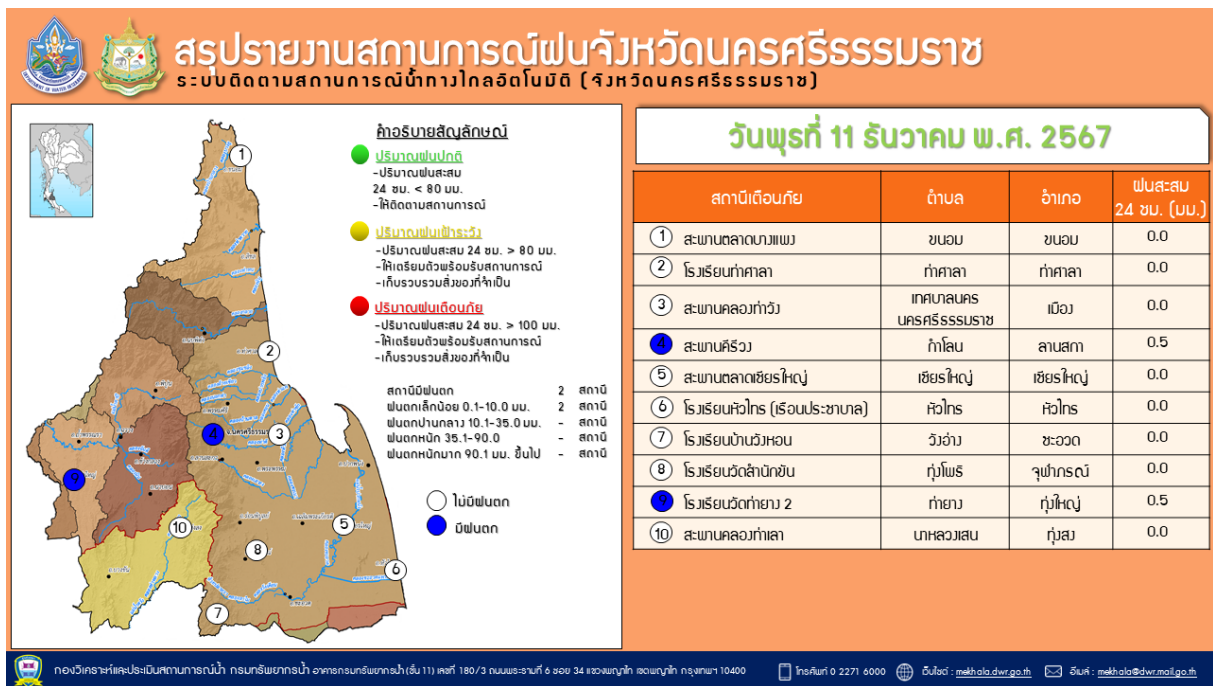 สรุปรายงานสถานการณ์ฝนจังหวัดนครศรีธรรมราช
ระบบติดตามสถานการณ์น้ำทางไกลอัตโนมัติ (จังหวัดนครศรีธรรมราช)
คำอธิบายสัญลักษณ์
ปริมาณฝนปกติ
-ปริมาณฝนสะสม
24 ชม. < 80 มม.
-ให้ติดตามสถานการณ์
ปริมาณฝนเฝ้าระวัง
-ปริมาณฝนสะสม 24 ชม. > 80 มม.
-ให้เตรียมตัวพร้อมรับสถานการณ์
-เก็บรวบรวมสิ่งของที่จำเป็น
ปริมาณฝนเตือนภัย
-ปริมาณฝนสะสม 24 ชม. > 100 มม.
-ให้เตรียมตัวพร้อมรับสถานการณ์
-เก็บรวบรวมสิ่งของที่จำเป็น
สถานีมีฝนตก 2 สถานี
ฝนตกเล็กน้อย 0.1-10.0 มม. 2 สถานี
ฝนตกปานกลาง 10.1-35.0 มม. - สถานี
ฝนตกหนัก 35.1-90.0 - สถานี
ฝนตกหนักมาก 90.1 มม. ขึ้นไป - สถานี
ไม่มีฝนตก
มีฝนตก
1
2
3
4
5
6
7
8
9
10
วันพุธที่ 11 ธันวาคม พ.ศ. 2567
สถานีเตือนภัย ตำบล อำเภอ ฝนสะสม
24 ชม. (มม.)
1 สะพานตลาดบางแพง ขนอม ขนอม 0.0
2 โรงเรียนท่าศาลา ท่าศาลา ท่าศาลา 0.0
3 สะพานคลองท่าวัง เทศบาลนคร
นครศรีธรรมราช เมือง 0.0
4 สะพานคีรีวง กำโลน ลานสกา 0.5
5 สะพานตลาดเชียรใหญ่ เชียรใหญ่ เชียรใหญ่ 0.0
6 โรงเรียนหัวไทร (เรือนประชาบาล) หัวไทร หัวไทร 0.0
7 โรงเรียนบ้านวังหอน วังอ่าง ชะอวด 0.0
8 โรงเรียนวัดสำนักขัน ทุ่งโพธิ จุฬาภรณ์ 0.0
9 โรงเรียนวัดท่ายาง 2 ท่ายาง ทุ่งใหญ่ 0.5
10 สะพานคลองท่าเลา นาหลวงเสน ทุ่งสง 0.0
กองวิเคราะห์และประเมินสถานการณ์น้ำ กรมทรัพยากรน้ำ อาคารกรมทรัพยากรน้ำ (ชั้น 11) เลขที่ 180/3 ถนนพระรามที่ 6 ซอย 34 แขวงพญาไท เขตพญาไท กรุงเทพฯ 10400 โทรศัพท์ 0 2271 6000 เว็บไซต์ : mekhala.dwr.go.th อีเมล์ : mekhala@dwr.mail.go.th